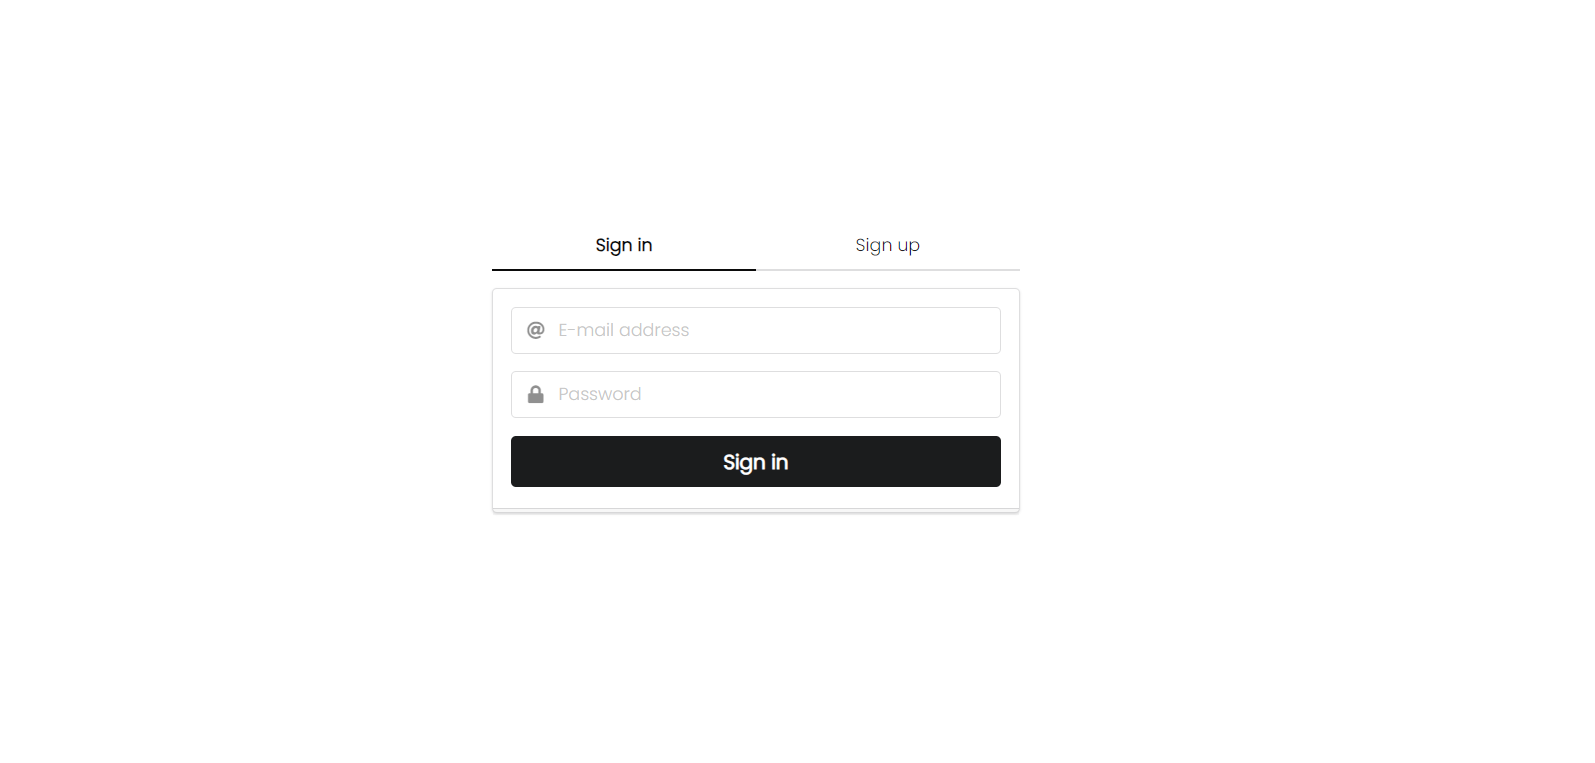 Sign in Sign up
@ E-mail address
Password
Sign in